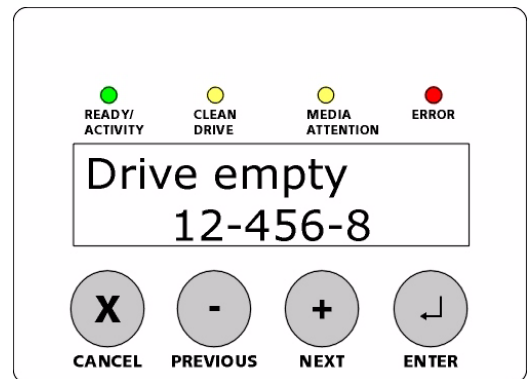 READY/ CLEAN MEDIA ERROR
ACTIVITY DRIVE ATTENTION
Drive empty
12-456-8
X - + ↵
CANCEL PREVIOUS NEXT ENTER